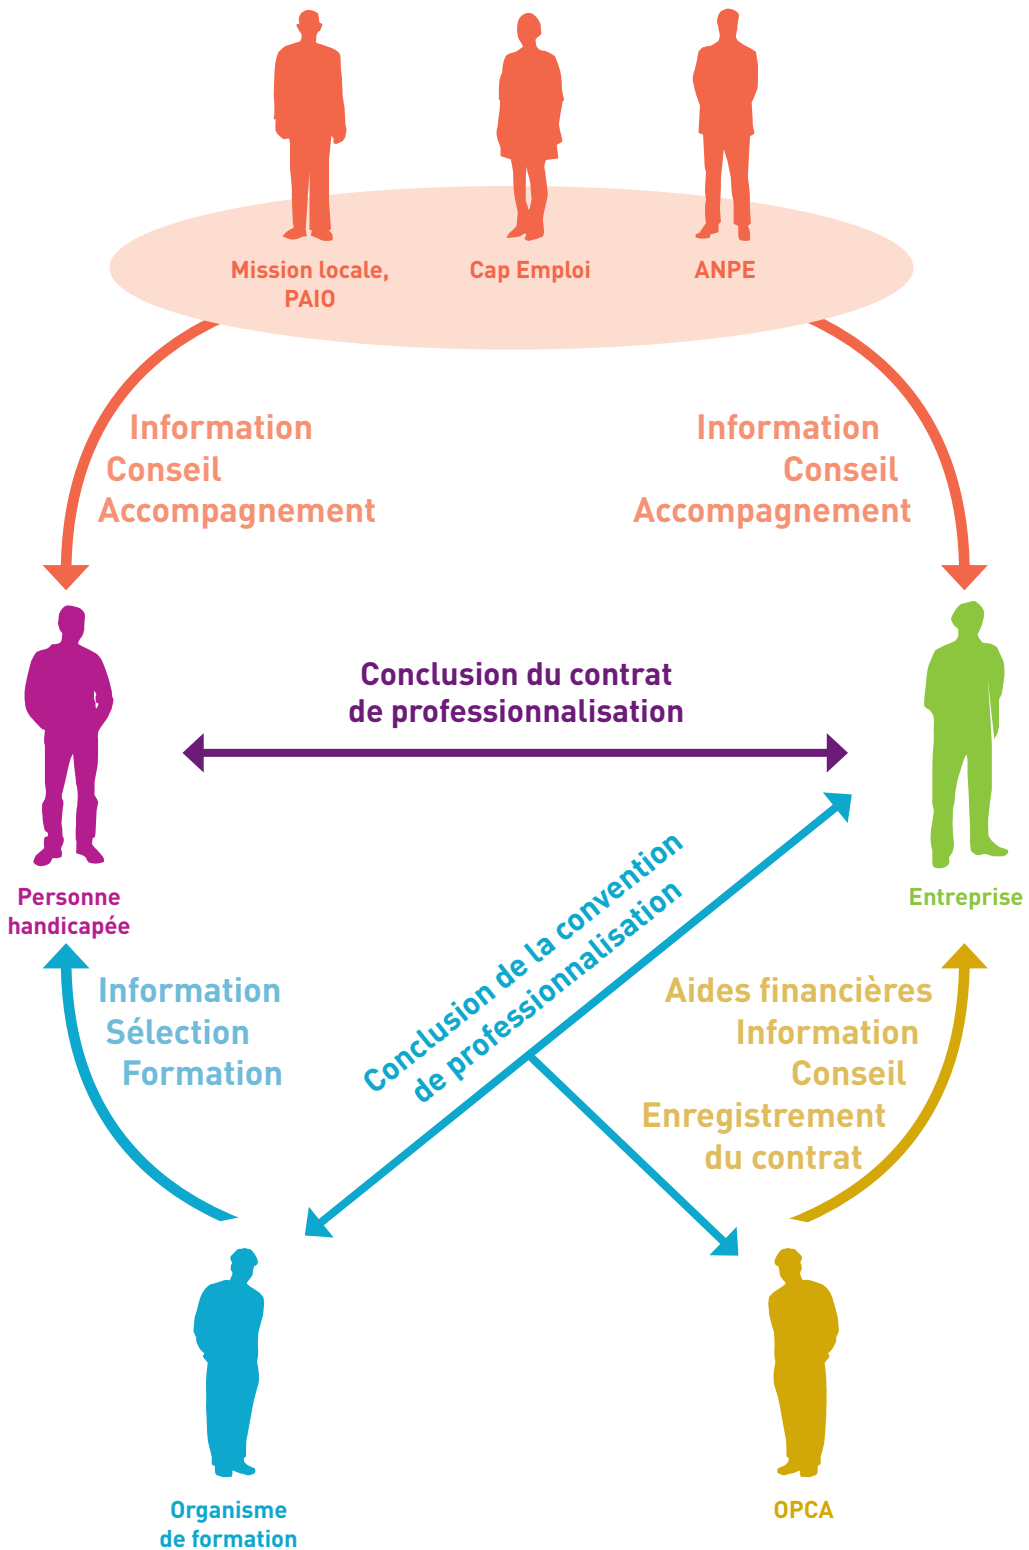 Mission locale,
PAIO
Cap Emploi
ANPE
Information
Conseil
Accompagnement
Information
Conseil
Accompagnement
Conclusion du contrat
de professionnalisation
Personne
handicapée
Entreprise
Conclusion de la convention
de professionnalisation
Information
Sélection
Formation
Aides financières
Information
Conseil
Enregistrement
du contrat
Organisme
de formation
OPCA